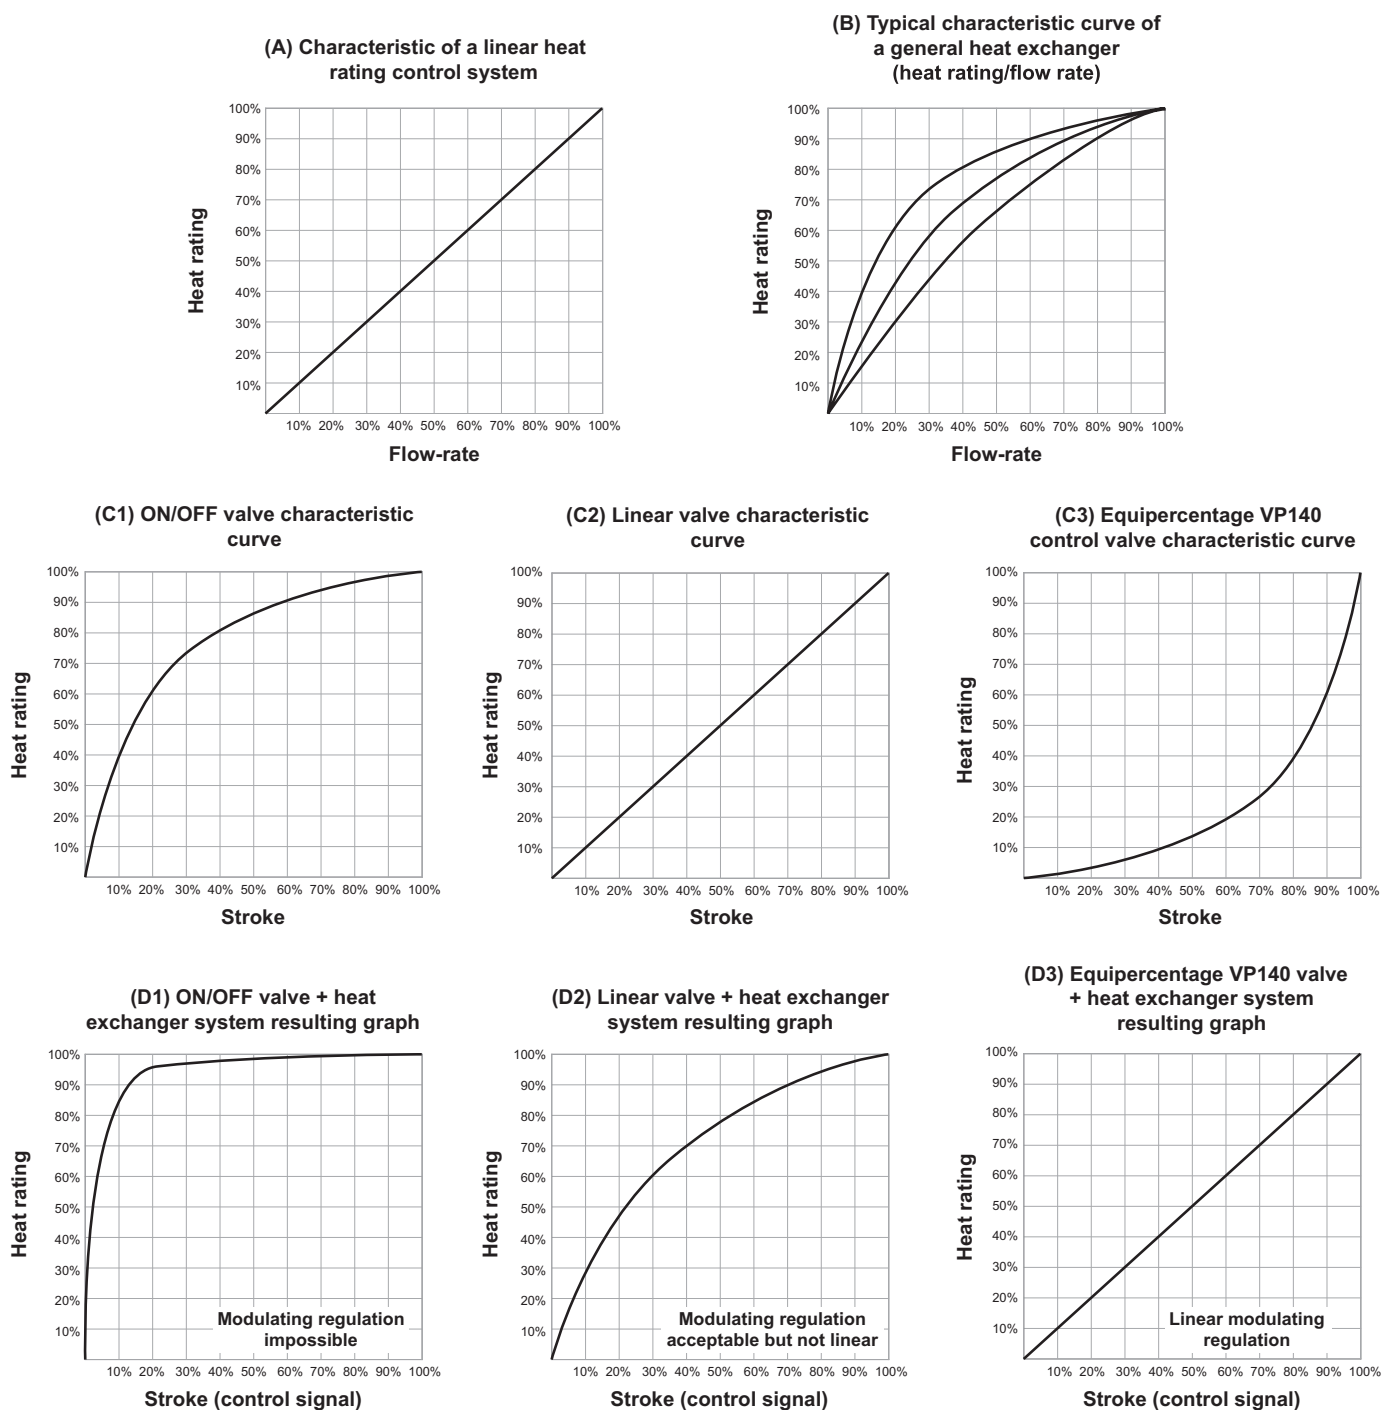 (A) Characteristic of a linear heat
rating control system
100%
90%
80%
70%
60%
50%
40%
30%
20%
10%
Heat rating
10% 20% 30% 40% 50% 60% 70% 80% 90% 100%
Flow-rate
(B) Typical characteristic curve of
a general heat exchanger
(heat rating/flow rate)
100%
90%
80%
70%
60%
50%
40%
30%
20%
10%
Heat rating
10% 20% 30% 40% 50% 60% 70% 80% 90% 100%
Flow-rate
(C1) ON/OFF valve characteristic
curve
100%
90%
80%
70%
60%
50%
40%
30%
20%
10%
Heat rating
10% 20% 30% 40% 50% 60% 70% 80% 90% 100%
Stroke
(C2) Linear valve characteristic
curve
100%
90%
80%
70%
60%
50%
40%
30%
20%
10%
Heat rating
10% 20% 30% 40% 50% 60% 70% 80% 90% 100%
Stroke
(C3) Equipercentage VP140
control valve characteristic curve
100%
90%
80%
70%
60%
50%
40%
30%
20%
10%
Heat rating
10% 20% 30% 40% 50% 60% 70% 80% 90% 100%
Stroke
(D1) ON/OFF valve + heat
exchanger system resulting graph
100%
90%
80%
70%
60%
50%
40%
30%
20%
10%
Heat rating
Modulating regulation
impossible
10% 20% 30% 40% 50% 60% 70% 80% 90% 100%
Stroke (control signal)
(D2) Linear valve + heat exchanger
system resulting graph
100%
90%
80%
70%
60%
50%
40%
30%
20%
10%
Heat rating
Modulating regulation
acceptable but not linear
10% 20% 30% 40% 50% 60% 70% 80% 90% 100%
Stroke (control signal)
(D3) Equipercentage VP140 valve
+ heat exchanger system
resulting graph
100%
90%
80%
70%
60%
50%
40%
30%
20%
10%
Heat rating
Linear modulating
regulation
10% 20% 30% 40% 50% 60% 70% 80% 90% 100%
Stroke (control signal)